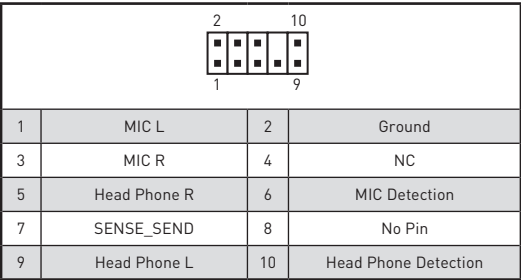 2 10
1 9
1 MIC L 2 Ground
3 MIC R 4 NC
5 Head Phone R 6 MIC Detection
7 SENSE_SEND 8 No Pin
9 Head Phone L 10 Head Phone Detection